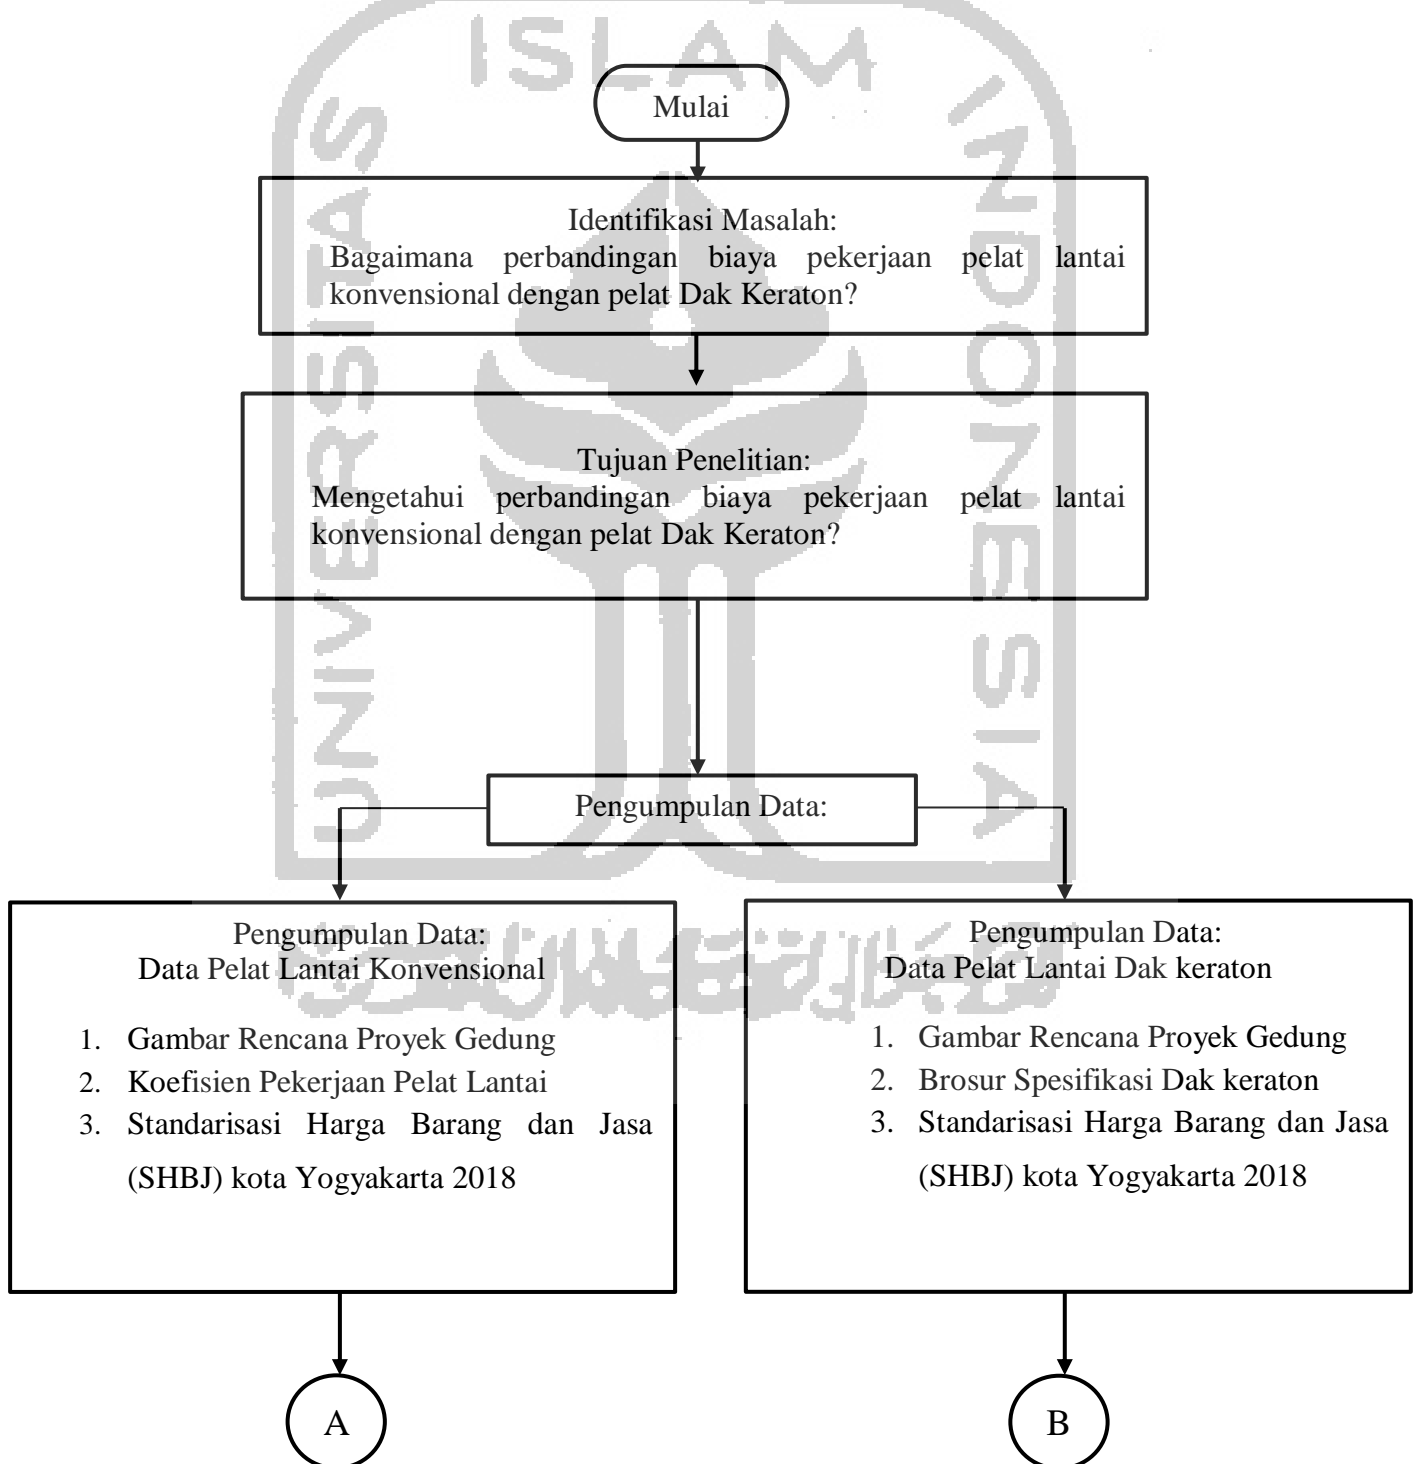 UNIVERSITAS
ISLAM
INDONESIA
Mulai
Identifikasi Masalah:
Bagaimana perbandingan biaya pekerjaan pelat lantai
konvensional dengan pelat Dak Keraton?
Tujuan Penelitian:
Mengetahui perbandingan biaya pekerjaan pelat lantai
konvensional dengan pelat Dak Keraton?
Pengumpulan Data:
Pengumpulan Data:
Data Pelat Lantai Konvensional
1. Gambar Rencana Proyek Gedung
2. Koefisien Pekerjaan Pelat Lantai
3. Standarisasi Harga Barang dan Jasa
(SHBJ) kota Yogyakarta 2018
Pengumpulan Data:
Data Pelat Lantai Dak keraton
1. Gambar Rencana Proyek Gedung
2. Brosur Spesifikasi Dak keraton
3. Standarisasi Harga Barang dan Jasa
(SHBJ) kota Yogyakarta 2018
A
B